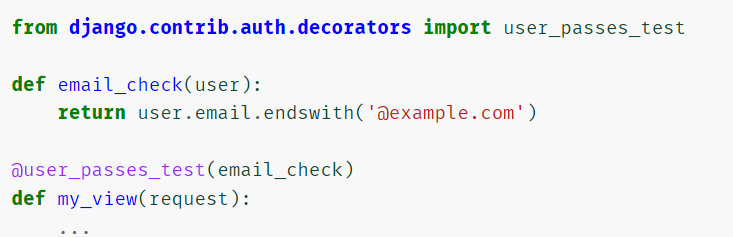 from django.contrib.auth.decorators import user_passes_test
def email_check(user):
    return user.email.endswith('@example.com')
@user_passes_test(email_check)
def my_view(request):
    ...